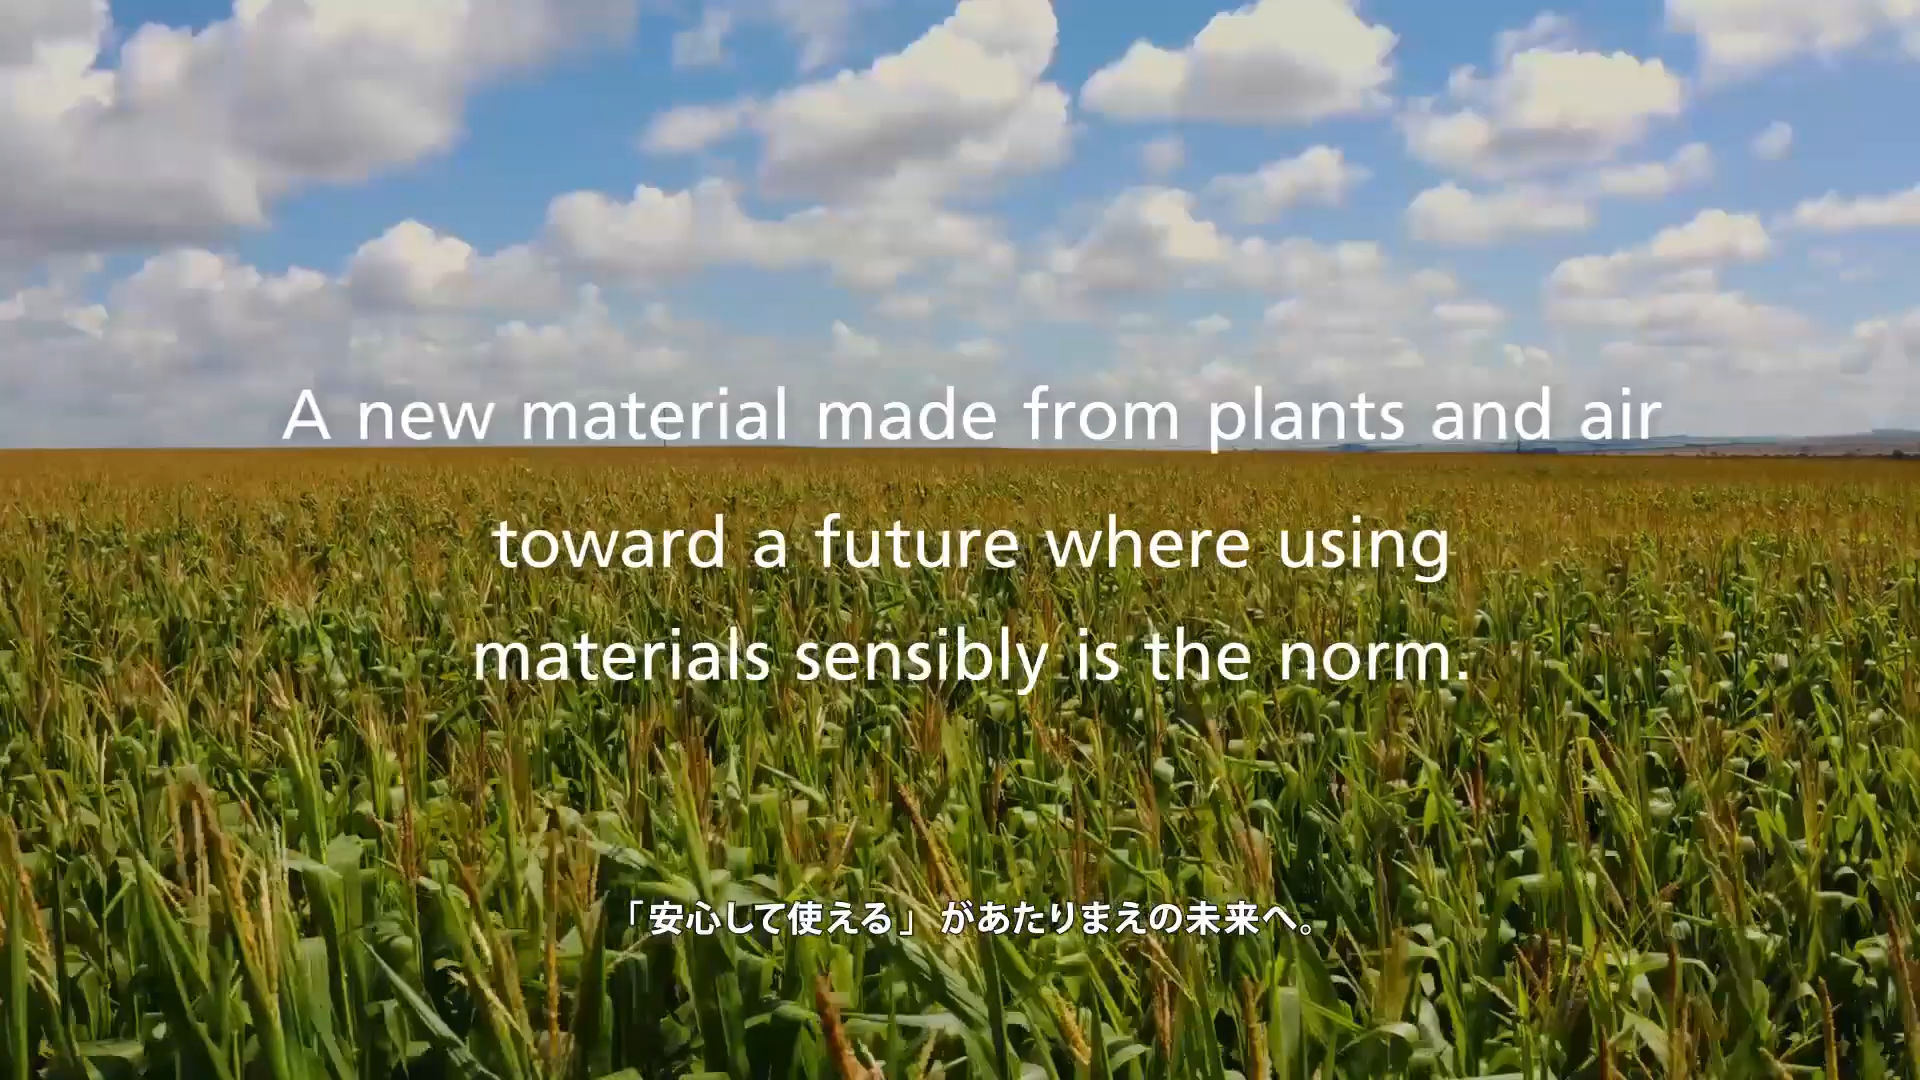 A new material made from plants and air
toward a future where using
materials sensibly is the norm.
「安心して使える」があたりまえの未来へ。